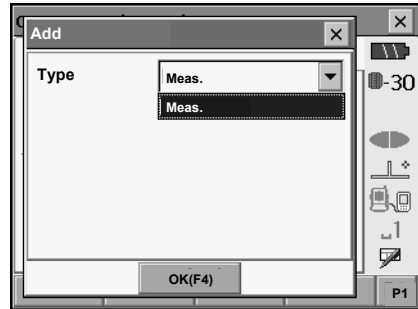 Add
Type
Meas.
Meas.
-30
1
OK(F4)
P1